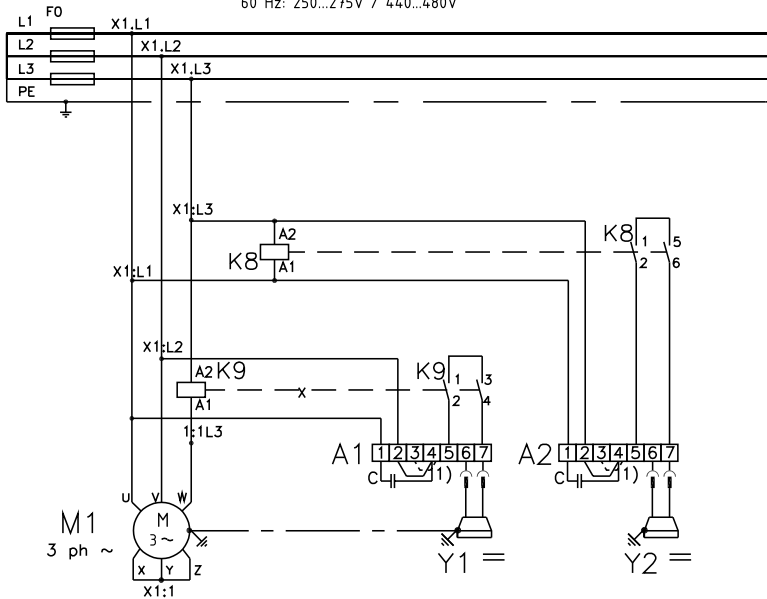 60 Hz: 250...275V / 440...480V
F0
L1 X1.L1
L2 X1.L2
L3 X1.L3
PE
X1:L3
A2
K8
A1
K8 1 5
2 6
X1:L1
X1:L2
A2 K9
A1
K9 1 3
X
2 4
1:1L3
A1 1 2 3 4 5 6 7
C 1)
A2 1 2 3 4 5 6 7
C 1)
U V W
M1
3 ph ~
M
3~
X Y Z
X1:1
Y1 =
Y2 =